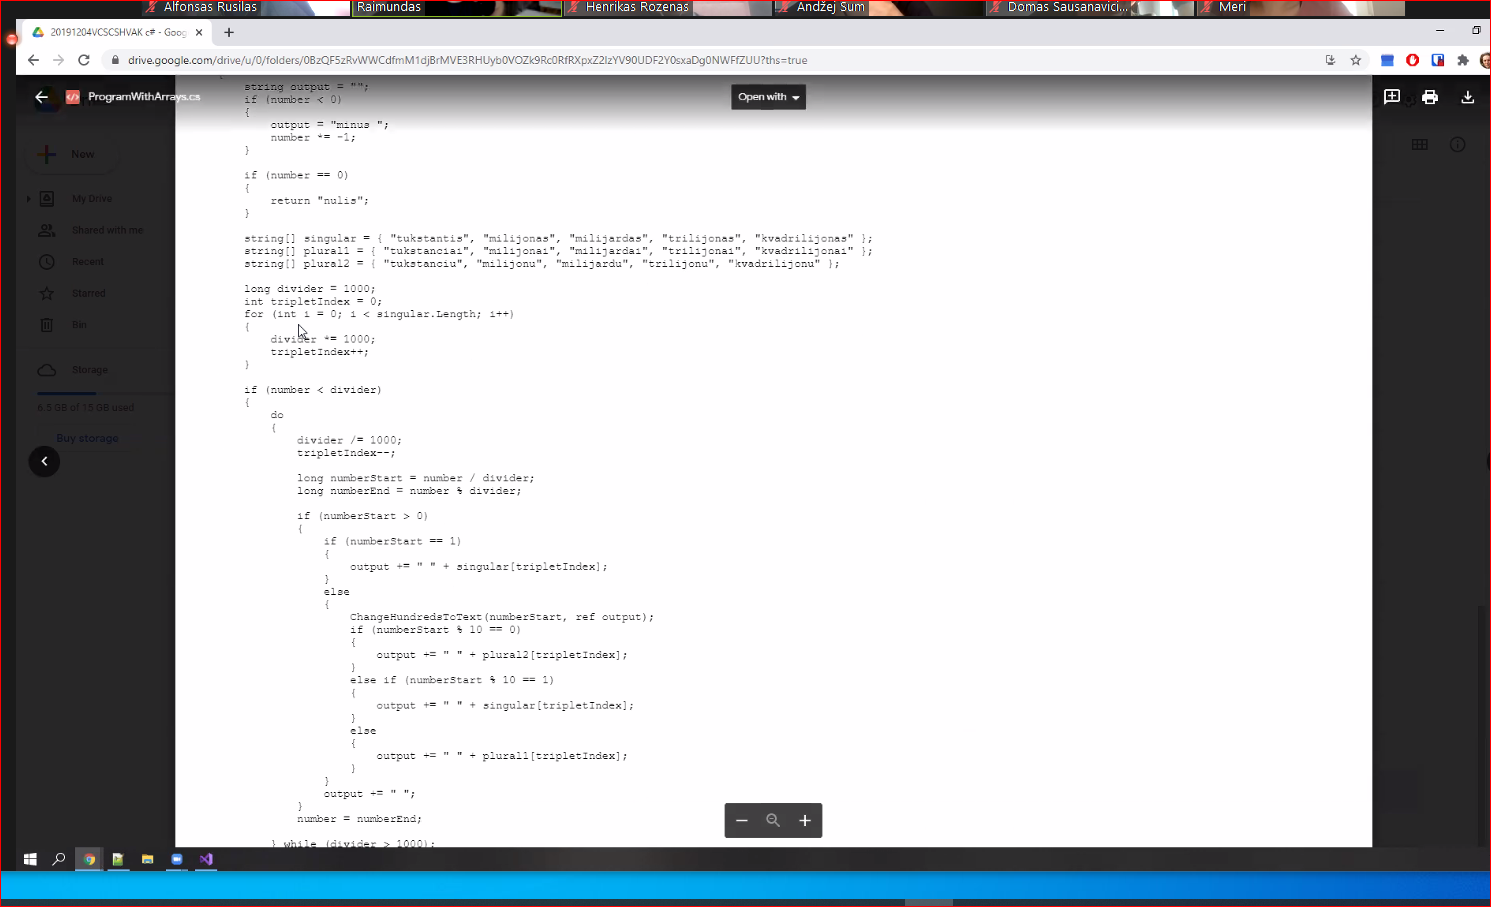 Alfonsas Rusilas
Raimundas
Henrikas Rozenas
Andžej Sum
Domas Sausanavici...
Meri
20191204VCSCSHVAK c# - Goog
drive.google.com/drive/u/0/folders/0BzQF5zRvWWCdfmM1djBrMVE3RHUyb0VOZk9Rc0RfRXpxZ2IzYV90UDF2Y0sxaDg0NWFfZUU?ths=true
ProgramWithArrays.cs
Open with
New
My Drive
Shared with me
Recent
Starred
Bin
Storage
6.5 GB of 15 GB used
Buy storage
string output = "";
if (number < 0)
{
output = "minus ";
number *= -1;
}
if (number == 0)
{
return "nulis";
}
string[] singular = { "tukstantis", "milijonas", "milijardas", "trilijonas", "kvadrilijonas" };
string[] plural1 = { "tukstanciai", "milijonai", "milijardai", "trilijonai", "kvadrilijonai" };
string[] plural2 = { "tukstanciu", "milijonu", "milijardu", "trilijonu", "kvadrilijonu" };
long divider = 1000;
int tripletIndex = 0;
for (int i = 0; i < singular.Length; i++)
{
divider *= 1000;
tripletIndex++;
}
if (number < divider)
{
do
{
divider /= 1000;
tripletIndex--;
long numberStart = number / divider;
long numberEnd = number % divider;
if (numberStart > 0)
{
if (numberStart == 1)
{
output += " " + singular[tripletIndex];
}
else
{
ChangeHundredsToText(numberStart, ref output);
if (numberStart % 10 == 0)
{
output += " " + plural2[tripletIndex];
}
else if (numberStart % 10 == 1)
{
output += " " + singular[tripletIndex];
}
else
{
output += " " + plural1[tripletIndex];
}
}
output += " ";
}
number = numberEnd;
} while (divider > 1000);